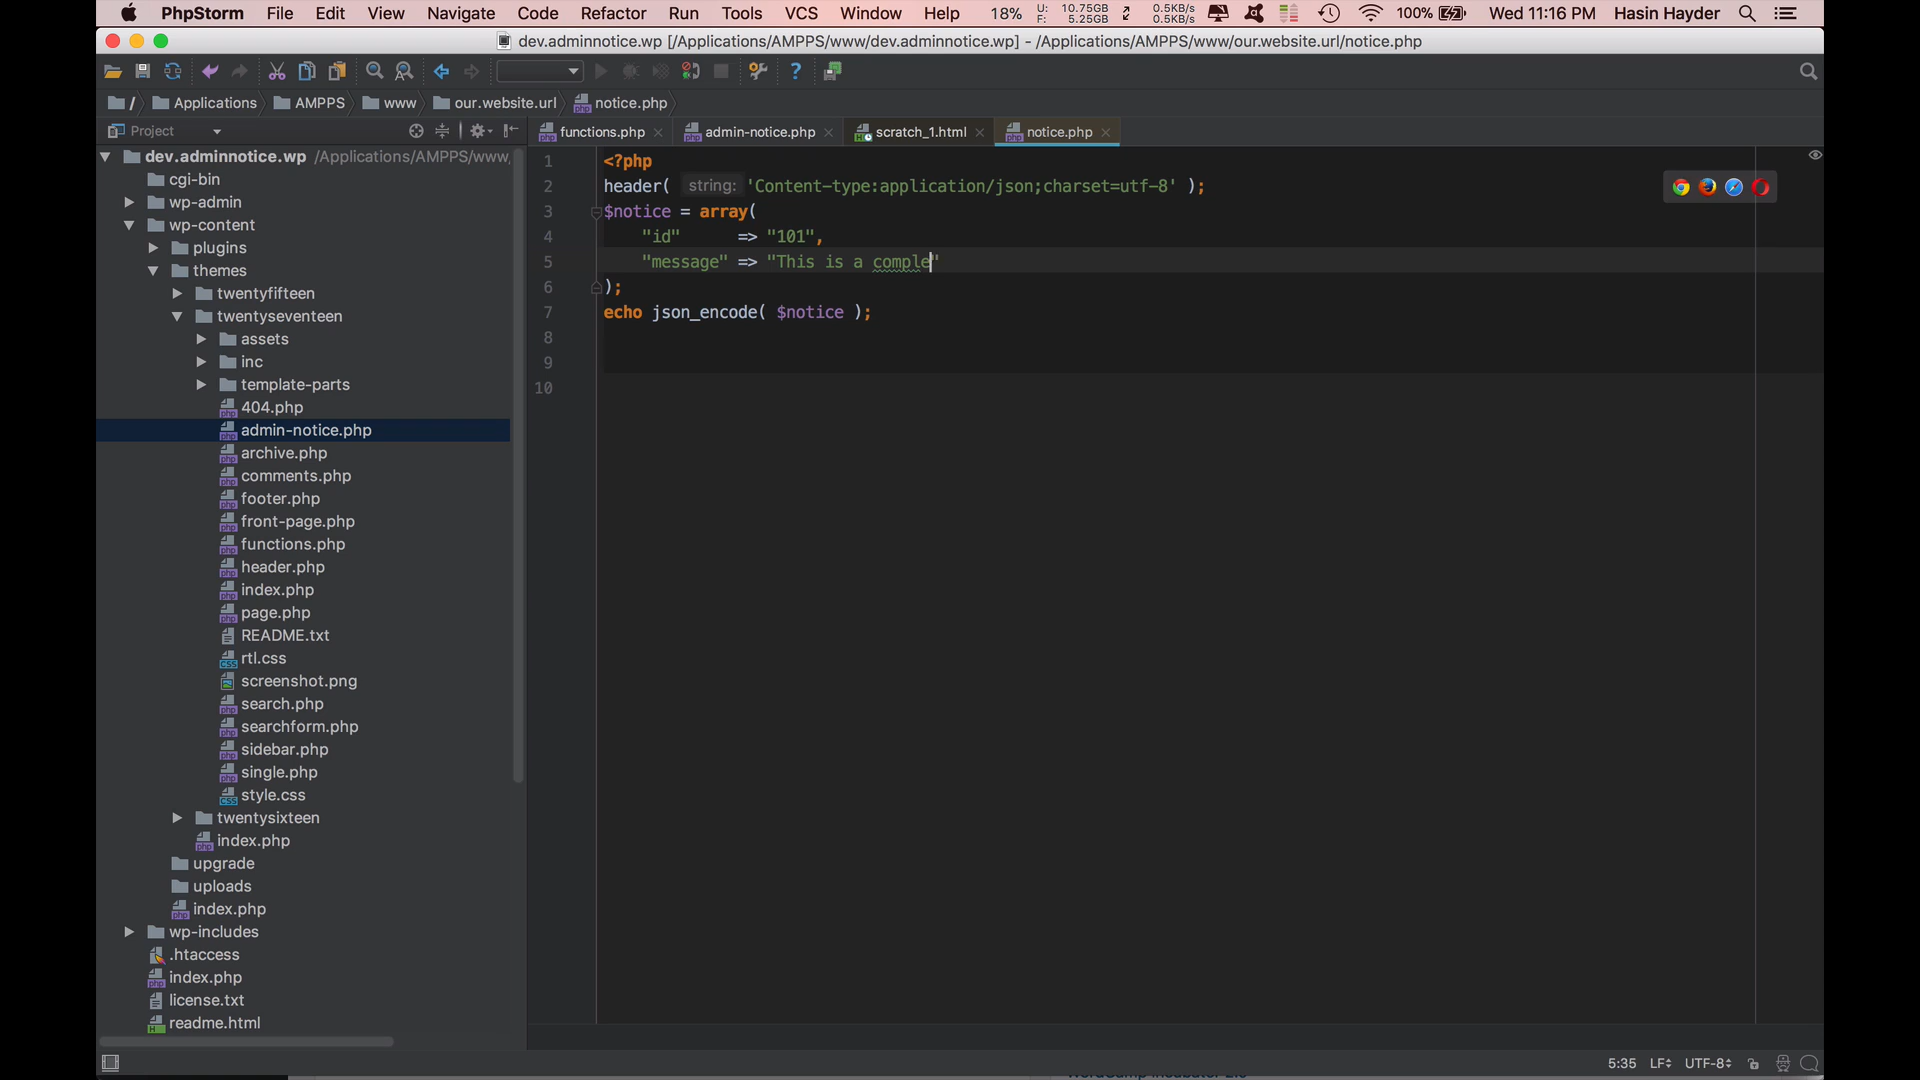 PhpStorm File Edit View Navigate Code Refactor Run Tools VCS Window Help 18% U: 10.75GB F: 5.25GB 0.5KB/s 0.5KB/s 100% Wed 11:16 PM Hasin Hayder
dev.adminnotice.wp [/Applications/AMPPS/www/dev.adminnotice.wp] - /Applications/AMPPS/www/our.website.url/notice.php
/ Applications AMPPS www our.website.url notice.php
Project functions.php admin-notice.php scratch_1.html notice.php
dev.adminnotice.wp /Applications/AMPPS/www,
cgi-bin
wp-admin
wp-content
plugins
themes
twentyfifteen
twentyseventeen
assets
inc
template-parts
404.php
admin-notice.php
archive.php
comments.php
footer.php
front-page.php
functions.php
header.php
index.php
page.php
README.txt
rtl.css
screenshot.png
search.php
searchform.php
sidebar.php
single.php
style.css
twentysixteen
index.php
upgrade
uploads
index.php
wp-includes
.htaccess
index.php
license.txt
readme.html
1 <?php
2 header( string: 'Content-type:application/json;charset=utf-8' );
3 $notice = array(
4 "id" => "101",
5 "message" => "This is a comple"
6 );
7 echo json_encode( $notice );
8
9
10
5:35 LF UTF-8